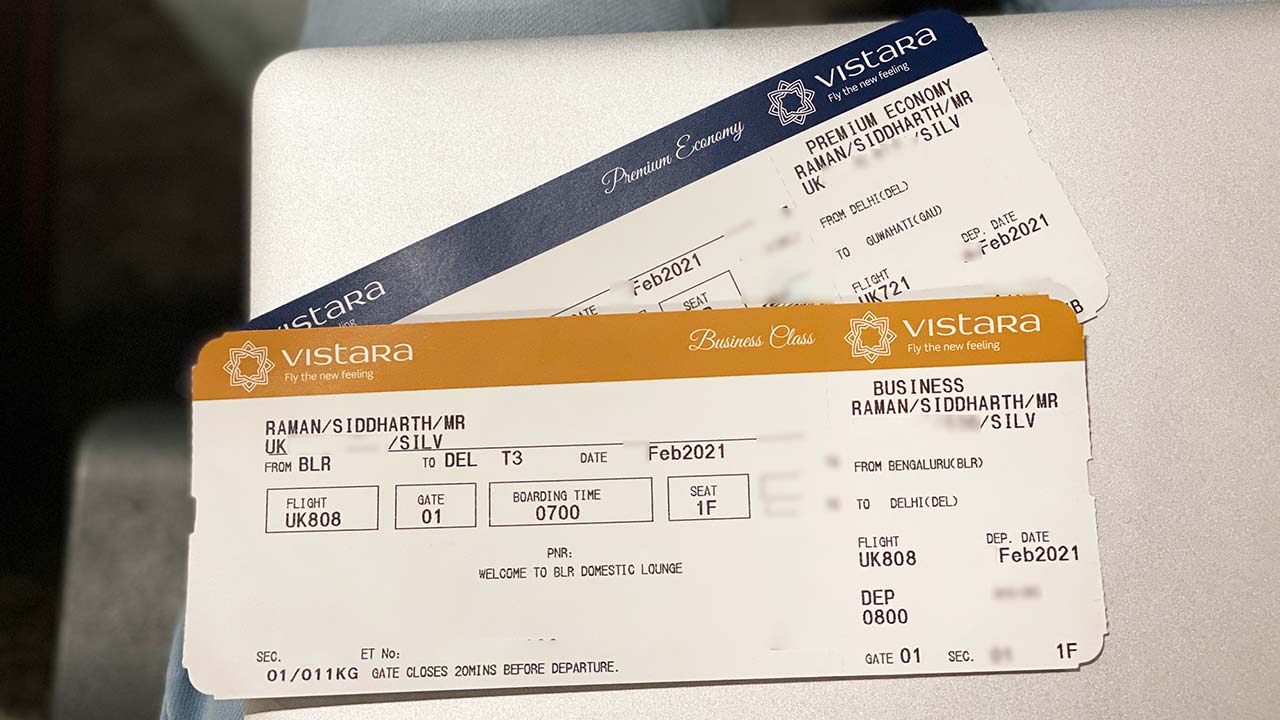 VISTARA
Fly the new feeling
PREMIUM ECONOMY
RAMAN/SIDDHARTH/MR
/SILV
UK
FROM DELHI(DEL)
TO GUWAHATI(GAU)
DEP. DATE
Feb2021
FLIGHT
UK721
Premium Economy
VISTARA
Feb2021
SEAT
VISTARA
Fly the new feeling
Business Class
RAMAN/SIDDHARTH/MR
UK /SILV
FROM BLR TO DEL T3 DATE Feb2021
FLIGHT GATE BOARDING TIME SEAT
UK808 01 0700 1F
PNR:
WELCOME TO BLR DOMESTIC LOUNGE
SEC. ET No:
01/011KG GATE CLOSES 20MINS BEFORE DEPARTURE.
VISTARA
Fly the new feeling
BUSINESS
RAMAN/SIDDHARTH/MR
/SILV
FROM BENGALURU(BLR)
TO DELHI(DEL)
FLIGHT DEP. DATE
UK808 Feb2021
DEP
0800
GATE 01 SEC. 1F